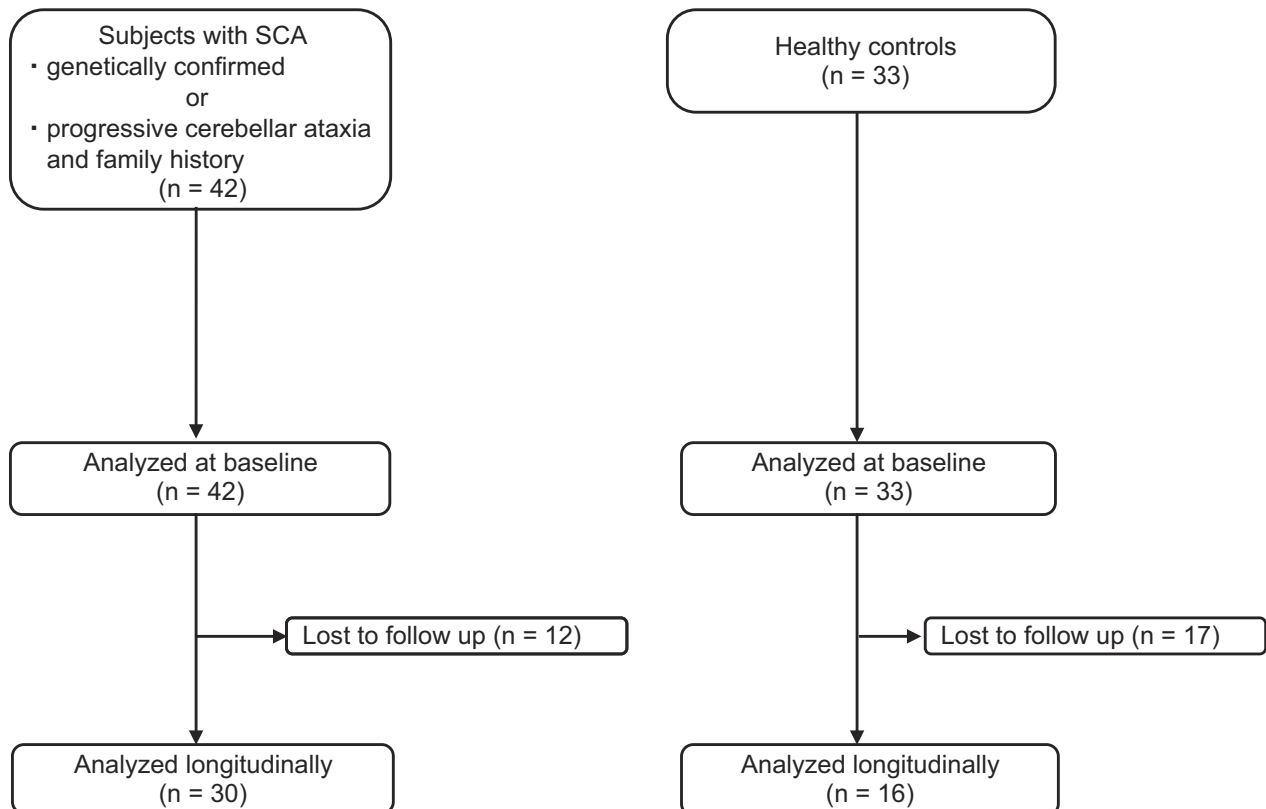 Subjects with SCA
・genetically confirmed
or
・progressive cerebellar ataxia
and family history
(n = 42)
Healthy controls
(n = 33)
Analyzed at baseline
(n = 42)
Analyzed at baseline
(n = 33)
Lost to follow up (n = 12)
Lost to follow up (n = 17)
Analyzed longitudinally
(n = 30)
Analyzed longitudinally
(n = 16)